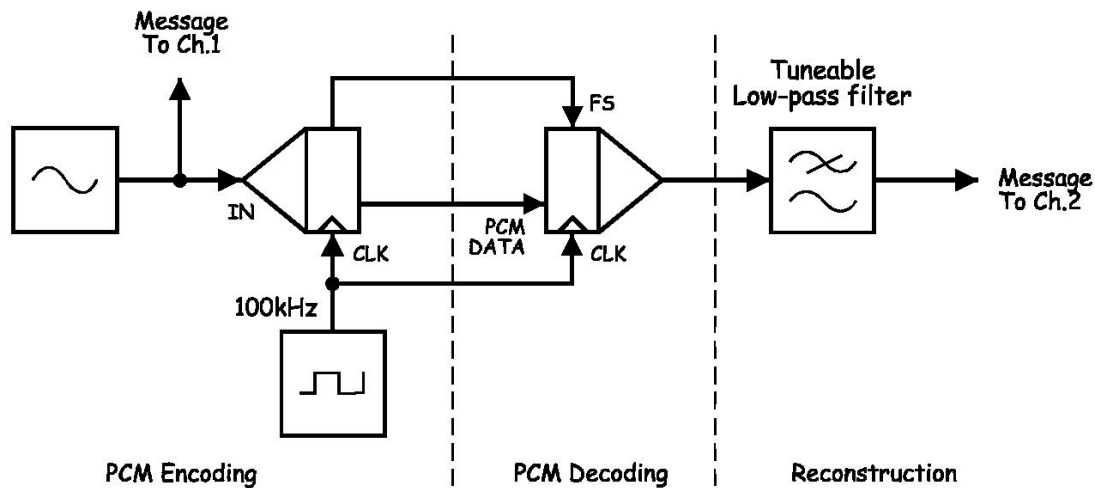 Message
To Ch.1
FS
Tuneable
Low-pass filter
IN
CLK
PCM
DATA
CLK
Message
To Ch.2
100kHz
PCM Encoding
PCM Decoding
Reconstruction